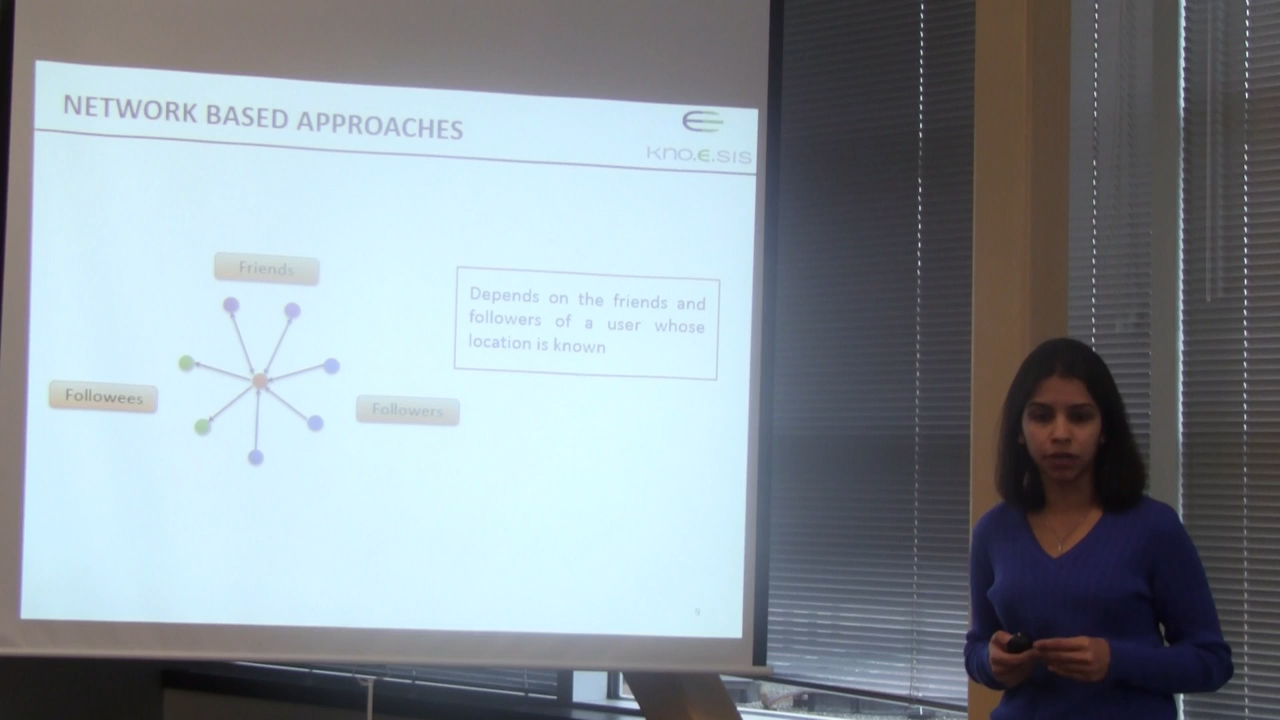 NETWORK BASED APPROACHES
kno.e.sis
Friends
Depends on the friends and
followers of a user whose
location is known
Followees
Followers
9